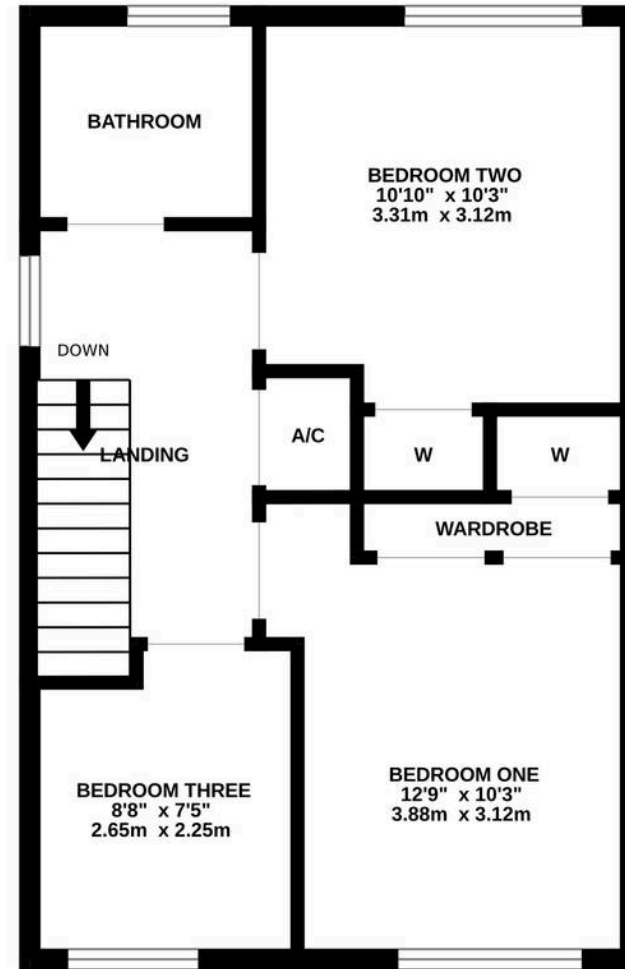 BATHROOM
BEDROOM TWO
10'10" x 10'3"
3.31m x 3.12m
DOWN
LANDING
A/C
W
W
WARDROBE
BEDROOM THREE
8'8" x 7'5"
2.65m x 2.25m
BEDROOM ONE
12'9" x 10'3"
3.88m x 3.12m